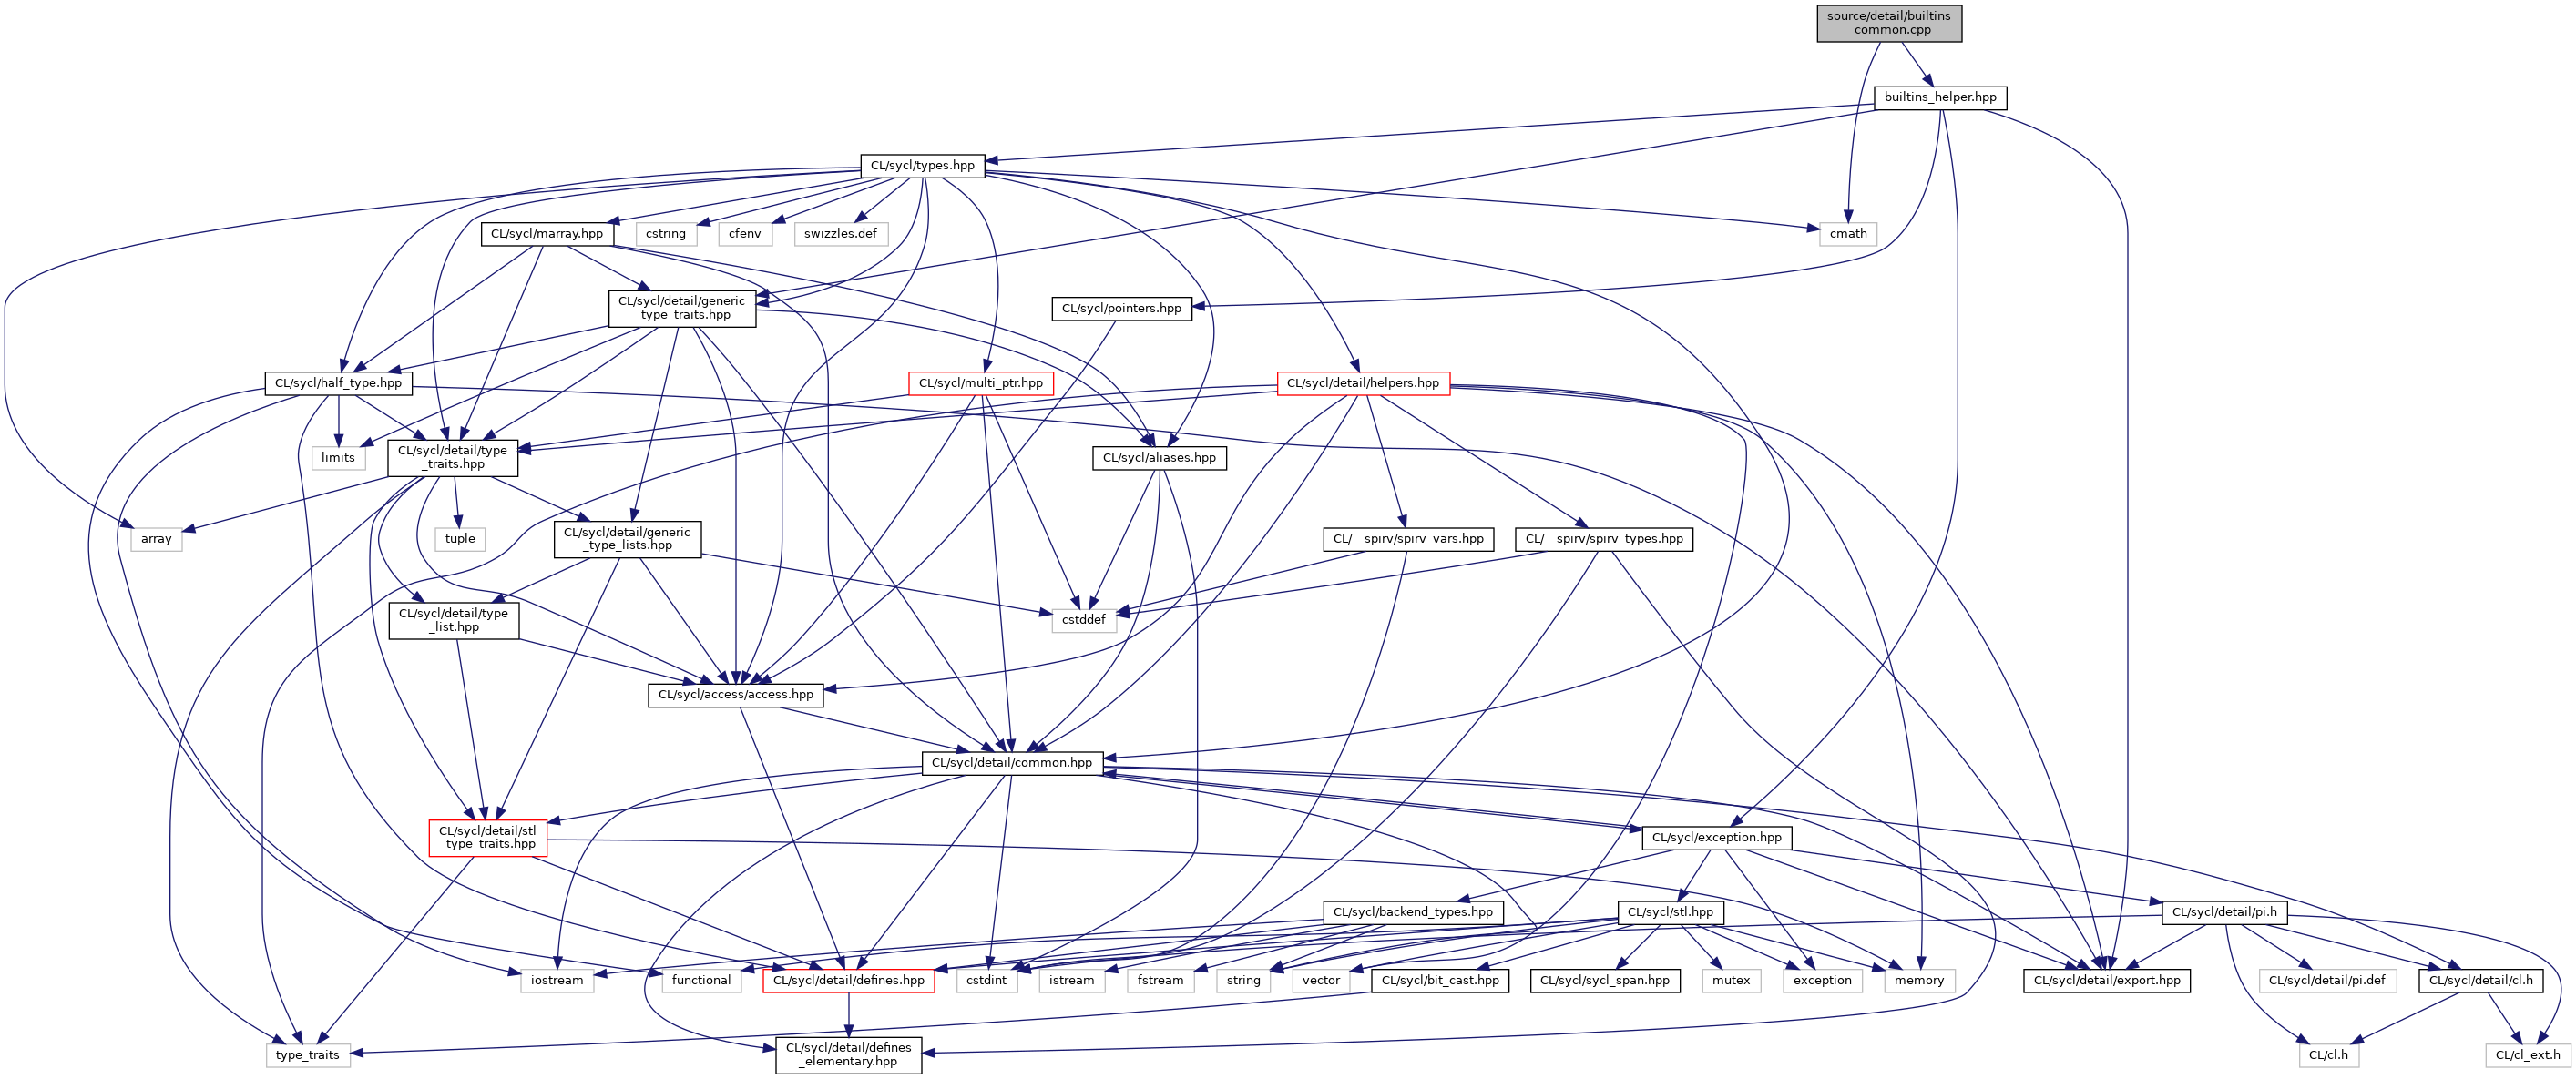 source/detail/builtins
_common.cpp
builtins_helper.hpp
CL/sycl/types.hpp
CL/sycl/marray.hpp
cstring
cfenv
swizzles.def
cmath
CL/sycl/detail/generic
_type_traits.hpp
CL/sycl/pointers.hpp
CL/sycl/half_type.hpp
CL/sycl/multi_ptr.hpp
CL/sycl/detail/helpers.hpp
limits
CL/sycl/detail/type
_traits.hpp
CL/sycl/aliases.hpp
array
tuple
CL/sycl/detail/generic
_type_lists.hpp
CL/__spirv/spirv_vars.hpp
CL/__spirv/spirv_types.hpp
CL/sycl/detail/type
_list.hpp
cstddef
CL/sycl/access/access.hpp
CL/sycl/detail/common.hpp
CL/sycl/detail/stl
_type_traits.hpp
CL/sycl/exception.hpp
CL/sycl/backend_types.hpp
CL/sycl/stl.hpp
CL/sycl/detail/pi.h
iostream
functional
CL/sycl/detail/defines.hpp
cstdint
istream
fstream
string
vector
CL/sycl/bit_cast.hpp
CL/sycl/sycl_span.hpp
mutex
exception
memory
CL/sycl/detail/export.hpp
CL/sycl/detail/pi.def
CL/sycl/detail/cl.h
type_traits
CL/sycl/detail/defines
_elementary.hpp
CL/cl.h
CL/cl_ext.h